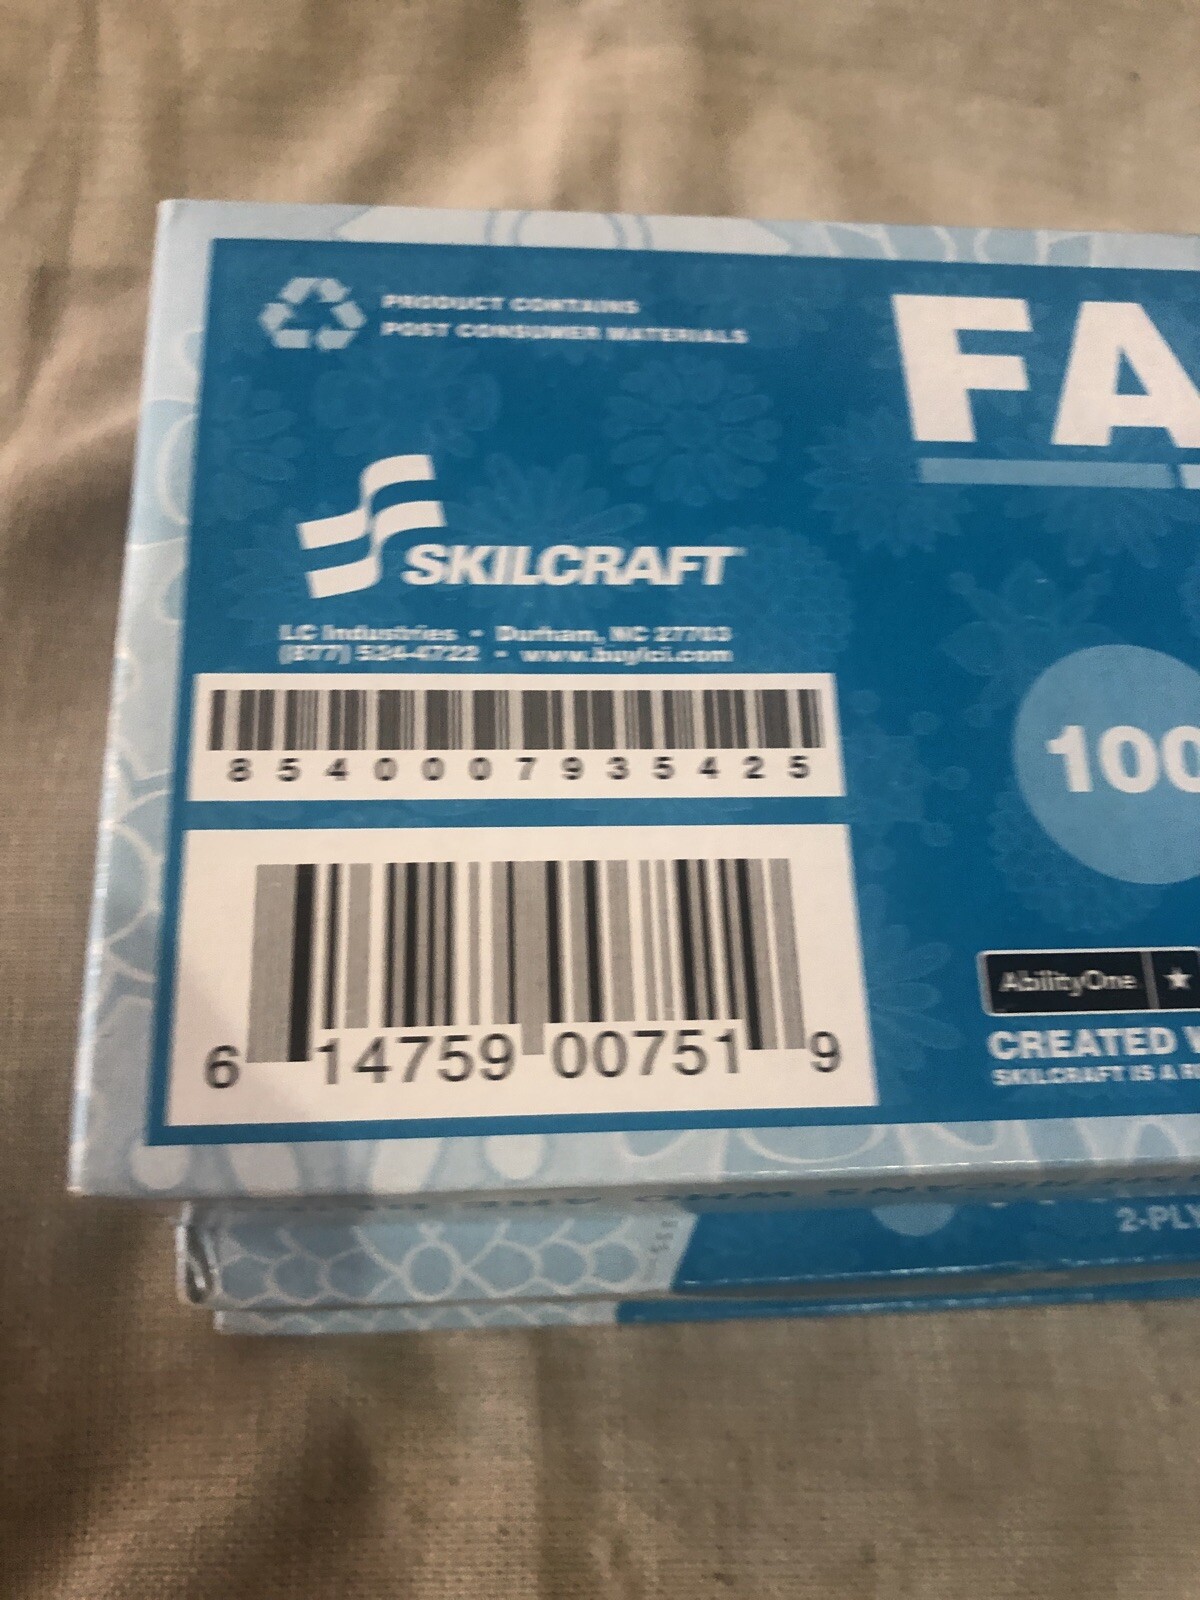 PRODUCT CONTAINS
POST CONSUMER MATERIALS
FA
SKILCRAFT
LC Industries • Durham, NC 27703
(877) 524-4722 • www.buylci.com
8540007935425
100
6 14759 00751 9
AbilityOne
CREATED
SKILCRAFT IS A
2-PLY